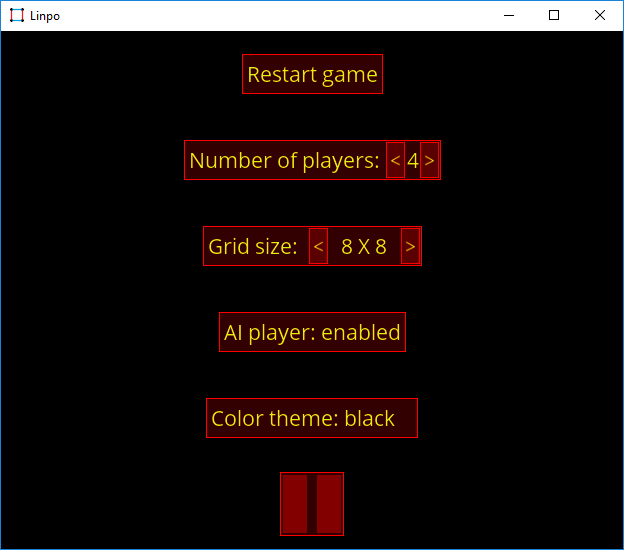 Linpo
Restart game
Number of players: < 4 >
Grid size: < 8 X 8 >
AI player: enabled
Color theme: black